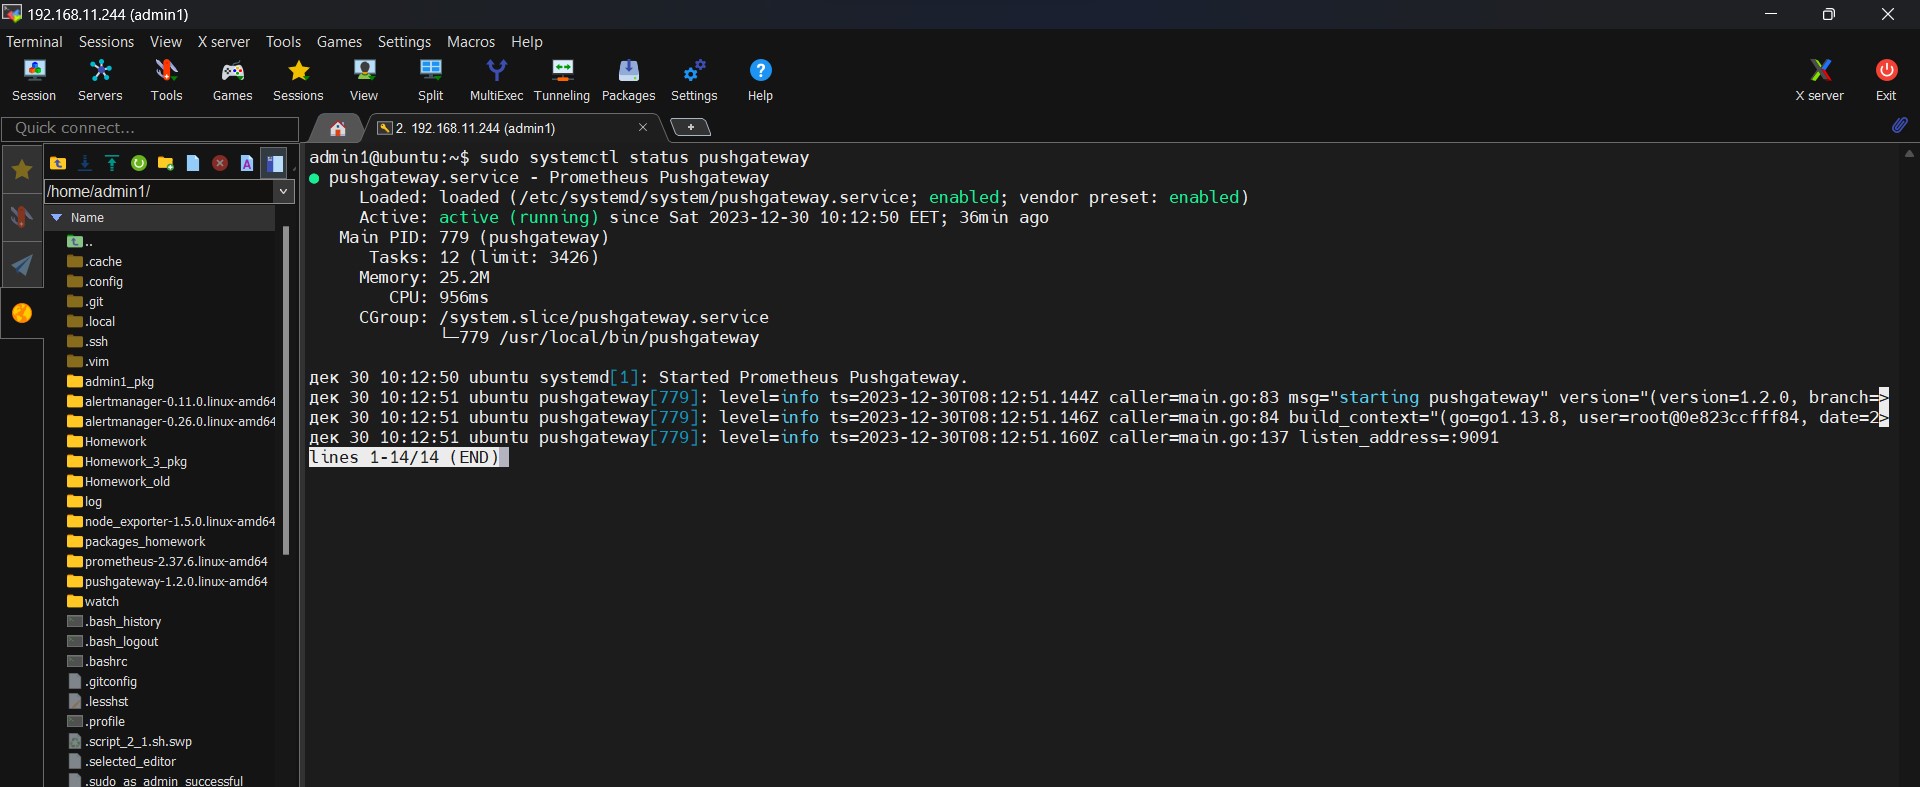 192.168.11.244 (admin1)
Terminal Sessions View X server Tools Games Settings Macros Help
Session Servers Tools Games Sessions View Split MultiExec Tunneling Packages Settings Help X server Exit
Quick connect...
2. 192.168.11.244 (admin1)
/home/admin1/
Name
..
.cache
.config
.git
.local
.ssh
.vim
admin1_pkg
alertmanager-0.11.0.linux-amd64
alertmanager-0.26.0.linux-amd64
Homework
Homework_3_pkg
Homework_old
log
node_exporter-1.5.0.linux-amd64
packages_homework
prometheus-2.37.6.linux-amd64
pushgateway-1.2.0.linux-amd64
watch
.bash_history
.bash_logout
.bashrc
.gitconfig
.lesshst
.profile
.script_2_1.sh.swp
.selected_editor
.sudo_as_admin_successful
admin1@ubuntu:~$ sudo systemctl status pushgateway
● pushgateway.service - Prometheus Pushgateway
Loaded: loaded (/etc/systemd/system/pushgateway.service; enabled; vendor preset: enabled)
Active: active (running) since Sat 2023-12-30 10:12:50 EET; 36min ago
Main PID: 779 (pushgateway)
Tasks: 12 (limit: 3426)
Memory: 25.2M
CPU: 956ms
CGroup: /system.slice/pushgateway.service
└─779 /usr/local/bin/pushgateway
дек 30 10:12:50 ubuntu systemd[1]: Started Prometheus Pushgateway.
дек 30 10:12:51 ubuntu pushgateway[779]: level=info ts=2023-12-30T08:12:51.144Z caller=main.go:83 msg="starting pushgateway" version="(version=1.2.0, branch=>
дек 30 10:12:51 ubuntu pushgateway[779]: level=info ts=2023-12-30T08:12:51.146Z caller=main.go:84 build_context="(go=go1.13.8, user=root@0e823ccfff84, date=2>
дек 30 10:12:51 ubuntu pushgateway[779]: level=info ts=2023-12-30T08:12:51.160Z caller=main.go:137 listen_address=:9091
lines 1-14/14 (END)